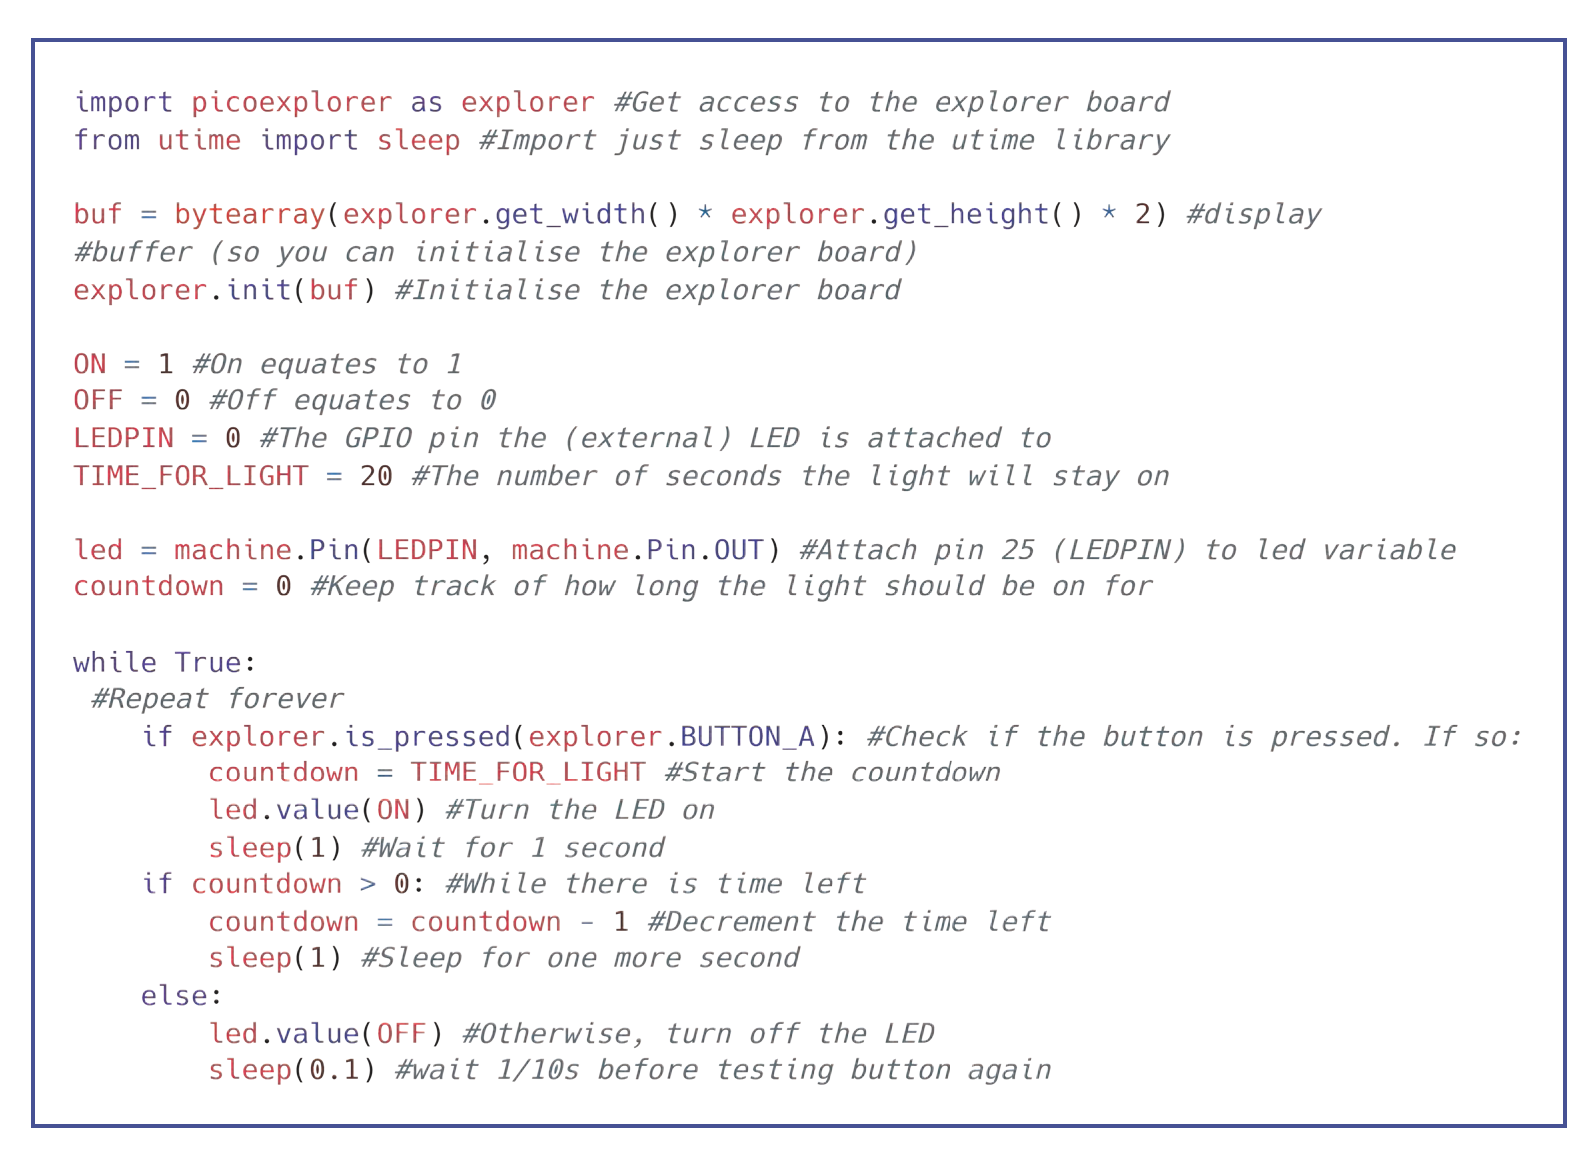 import picoexplorer as explorer #Get access to the explorer board
from utime import sleep #Import just sleep from the utime library

buf = bytearray(explorer.get_width() * explorer.get_height() * 2) #display
#buffer (so you can initialise the explorer board)
explorer.init(buf) #Initialise the explorer board

ON = 1 #On equates to 1
OFF = 0 #Off equates to 0
LEDPIN = 0 #The GPIO pin the (external) LED is attached to
TIME_FOR_LIGHT = 20 #The number of seconds the light will stay on

led = machine.Pin(LEDPIN, machine.Pin.OUT) #Attach pin 25 (LEDPIN) to led variable
countdown = 0 #Keep track of how long the light should be on for

while True:
 #Repeat forever
    if explorer.is_pressed(explorer.BUTTON_A): #Check if the button is pressed. If so:
        countdown = TIME_FOR_LIGHT #Start the countdown
        led.value(ON) #Turn the LED on
        sleep(1) #Wait for 1 second
    if countdown > 0: #While there is time left
        countdown = countdown - 1 #Decrement the time left
        sleep(1) #Sleep for one more second
    else:
        led.value(OFF) #Otherwise, turn off the LED
        sleep(0.1) #wait 1/10s before testing button again